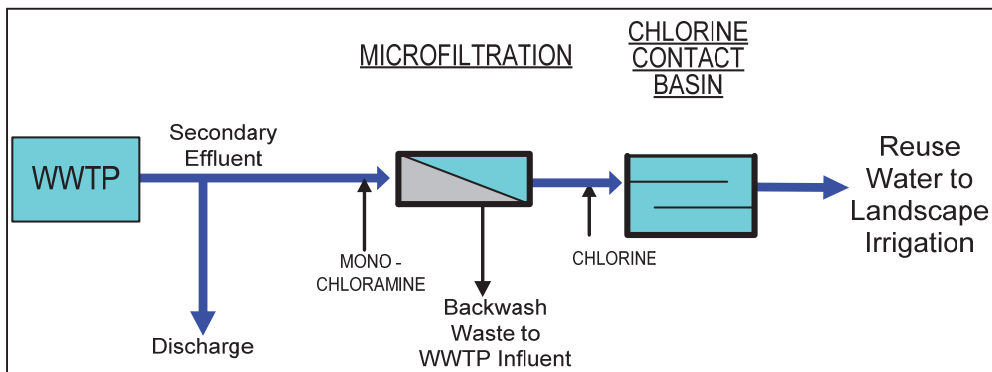 MICROFILTRATION
CHLORINE
CONTACT
BASIN
WWTP
Secondary
Effluent
Reuse
Water to
Landscape
Irrigation
MONO -
CHLORAMINE
CHLORINE
Backwash
Waste to
WWTP Influent
Discharge